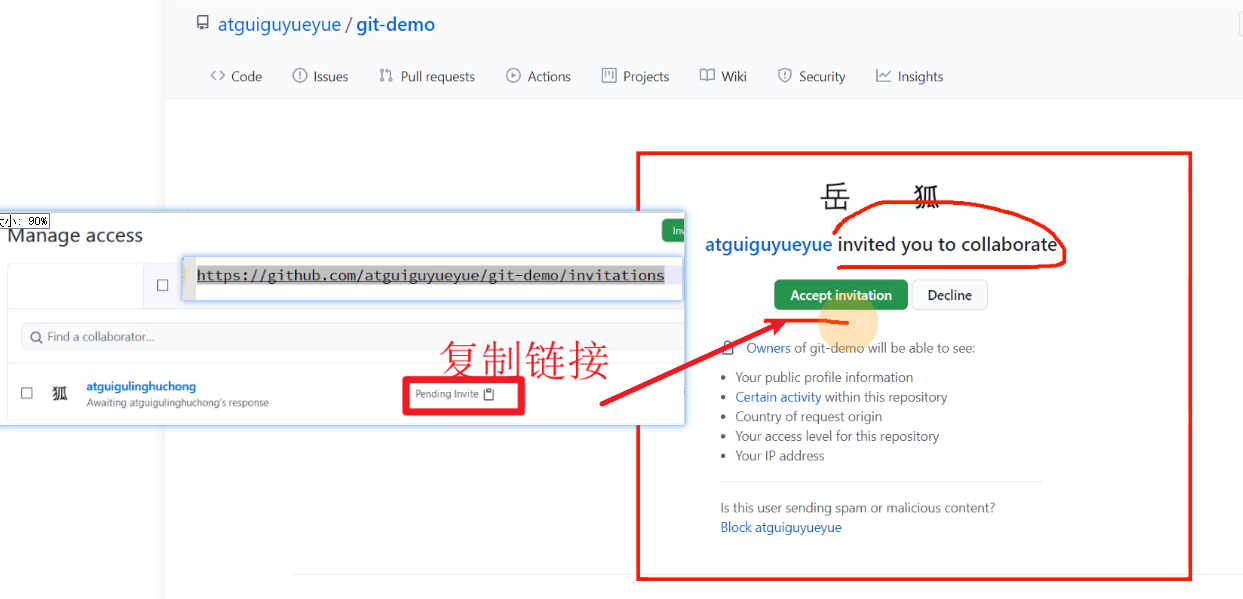 atguiguyueyue / git-demo
Code Issues Pull requests Actions Projects Wiki Security Insights
大小: 90%
Manage access
https://github.com/atguiguyueyue/git-demo/invitations
Find a collaborator...
复制链接
狐 atguigulinghuchong
Awaiting atguigulinghuchong's response
Pending Invite
岳 狐
atguiguyueyue invited you to collaborate
Accept invitation Decline
Owners of git-demo will be able to see:
Your public profile information
Certain activity within this repository
Country of request origin
Your access level for this repository
Your IP address
Is this user sending spam or malicious content?
Block atguiguyueyue